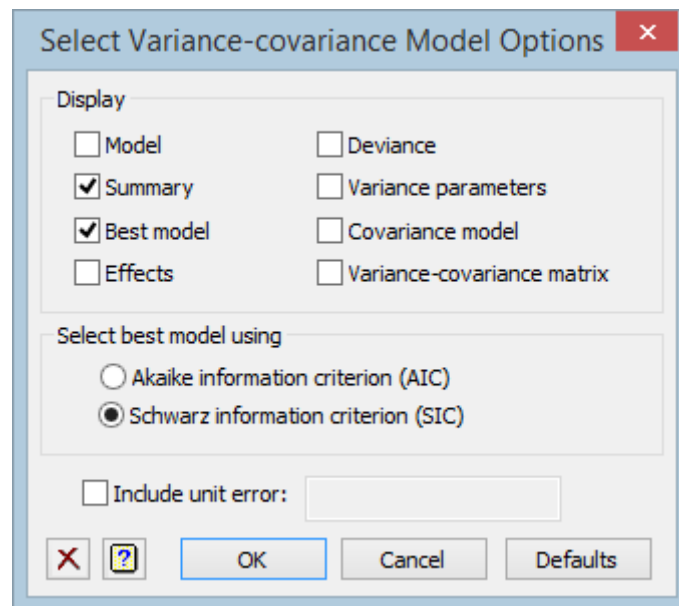 Select Variance-covariance Model Options
Display
Model
Deviance
Summary
Variance parameters
Best model
Covariance model
Effects
Variance-covariance matrix
Select best model using
Akaike information criterion (AIC)
Schwarz information criterion (SIC)
Include unit error:
OK
Cancel
Defaults